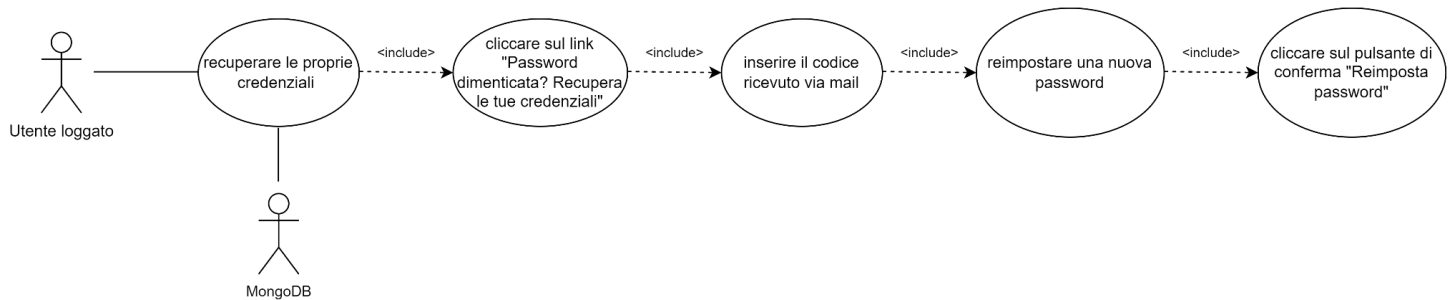 Utente loggato
recuperare le proprie
credenziali
<include>
cliccare sul link
"Password
dimenticata? Recupera
le tue credenziali"
<include>
inserire il codice
ricevuto via mail
<include>
reimpostare una nuova
password
<include>
cliccare sul pulsante di
conferma "Reimposta
password"
MongoDB